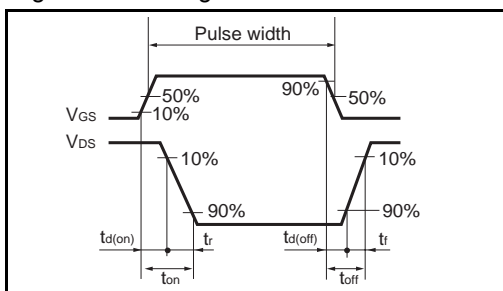 Pulse width
90%
50%
50%
VGS
10%
VDS
10%
10%
90%
90%
td(on)
tr
td(off)
tf
ton
toff